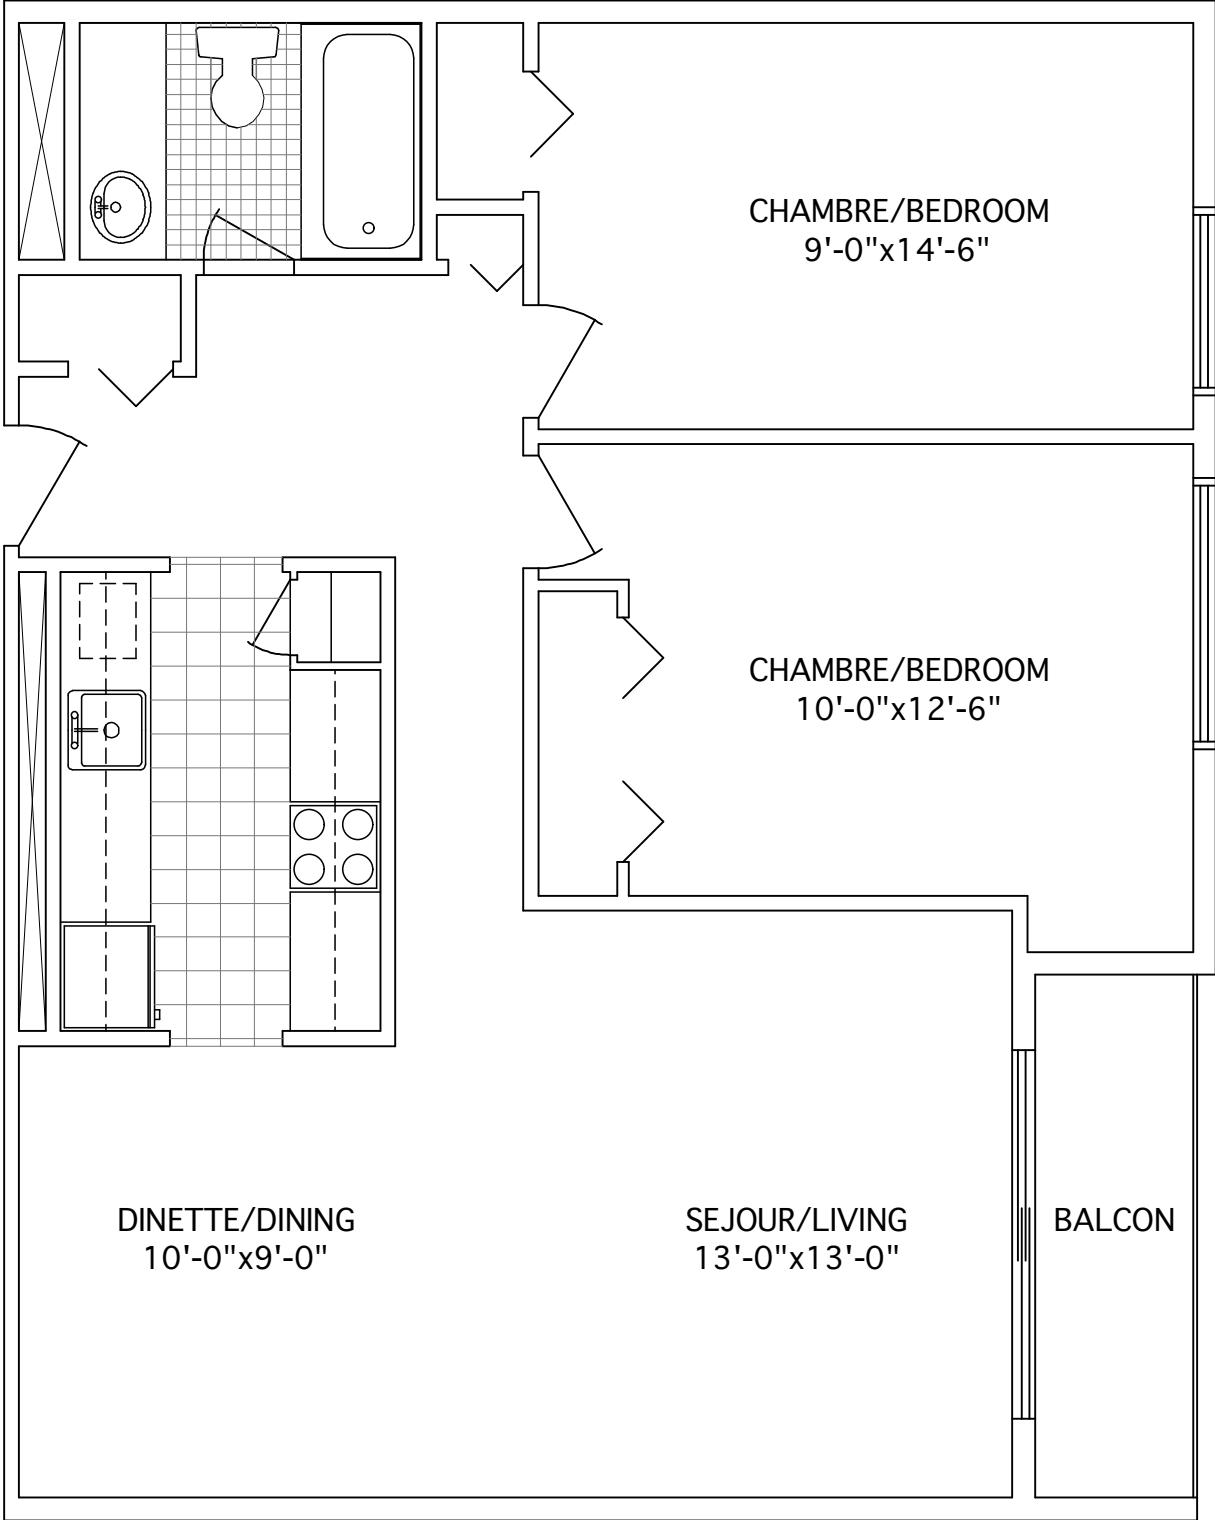 CHAMBRE/BEDROOM
9'-0"x14'-6"
CHAMBRE/BEDROOM
10'-0"x12'-6"
DINETTE/DINING
10'-0"x9'-0"
SEJOUR/LIVING
13'-0"x13'-0"
BALCON